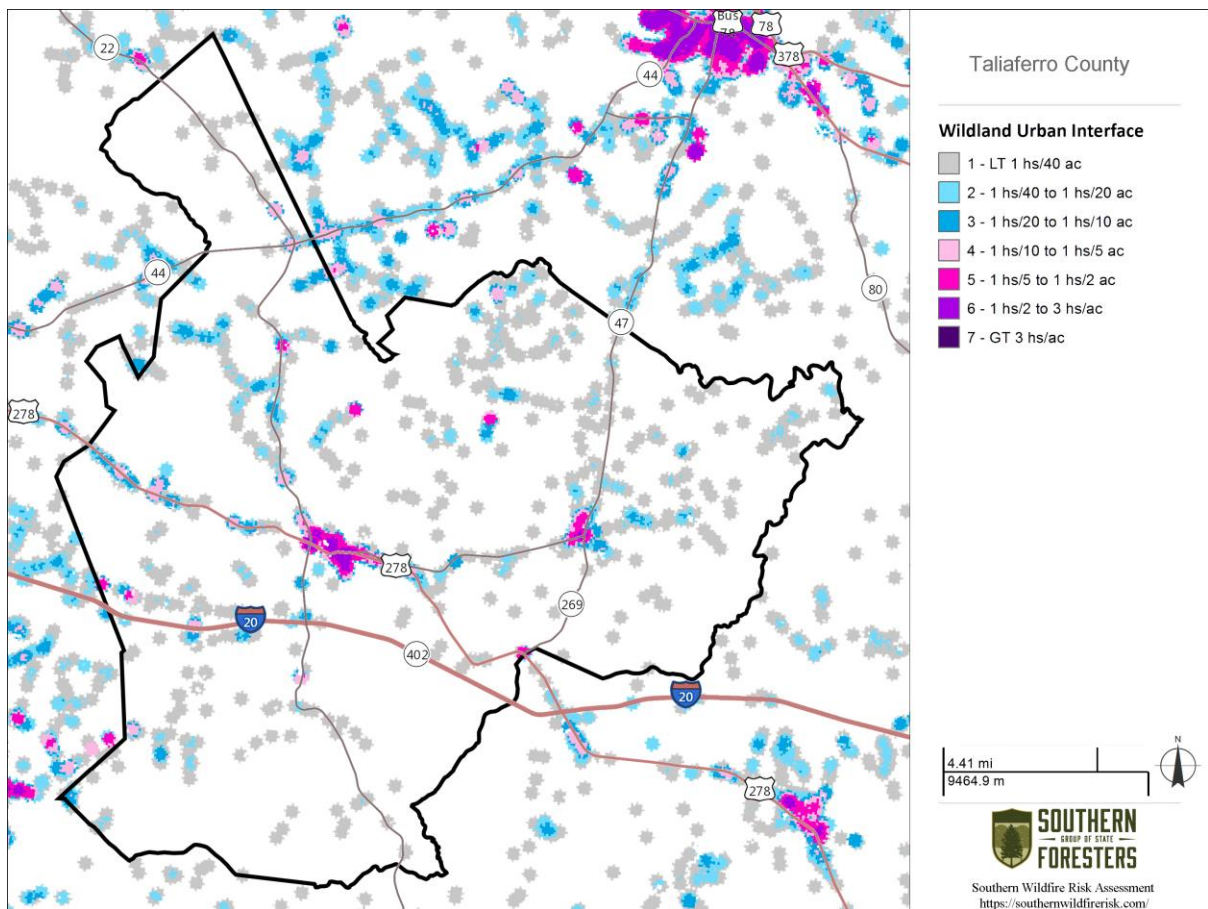 Bus
78
78
22
378
44
44
80
47
278
278
269
20
402
20
278
Taliaferro County
Wildland Urban Interface
1 - LT 1 hs/40 ac
2 - 1 hs/40 to 1 hs/20 ac
3 - 1 hs/20 to 1 hs/10 ac
4 - 1 hs/10 to 1 hs/5 ac
5 - 1 hs/5 to 1 hs/2 ac
6 - 1 hs/2 to 3 hs/ac
7 - GT 3 hs/ac
4.41 mi
9464.9 m
N
SOUTHERN
GROUP OF STATE
FORESTERS
Southern Wildfire Risk Assessment
https://southernwildfirerisk.com/